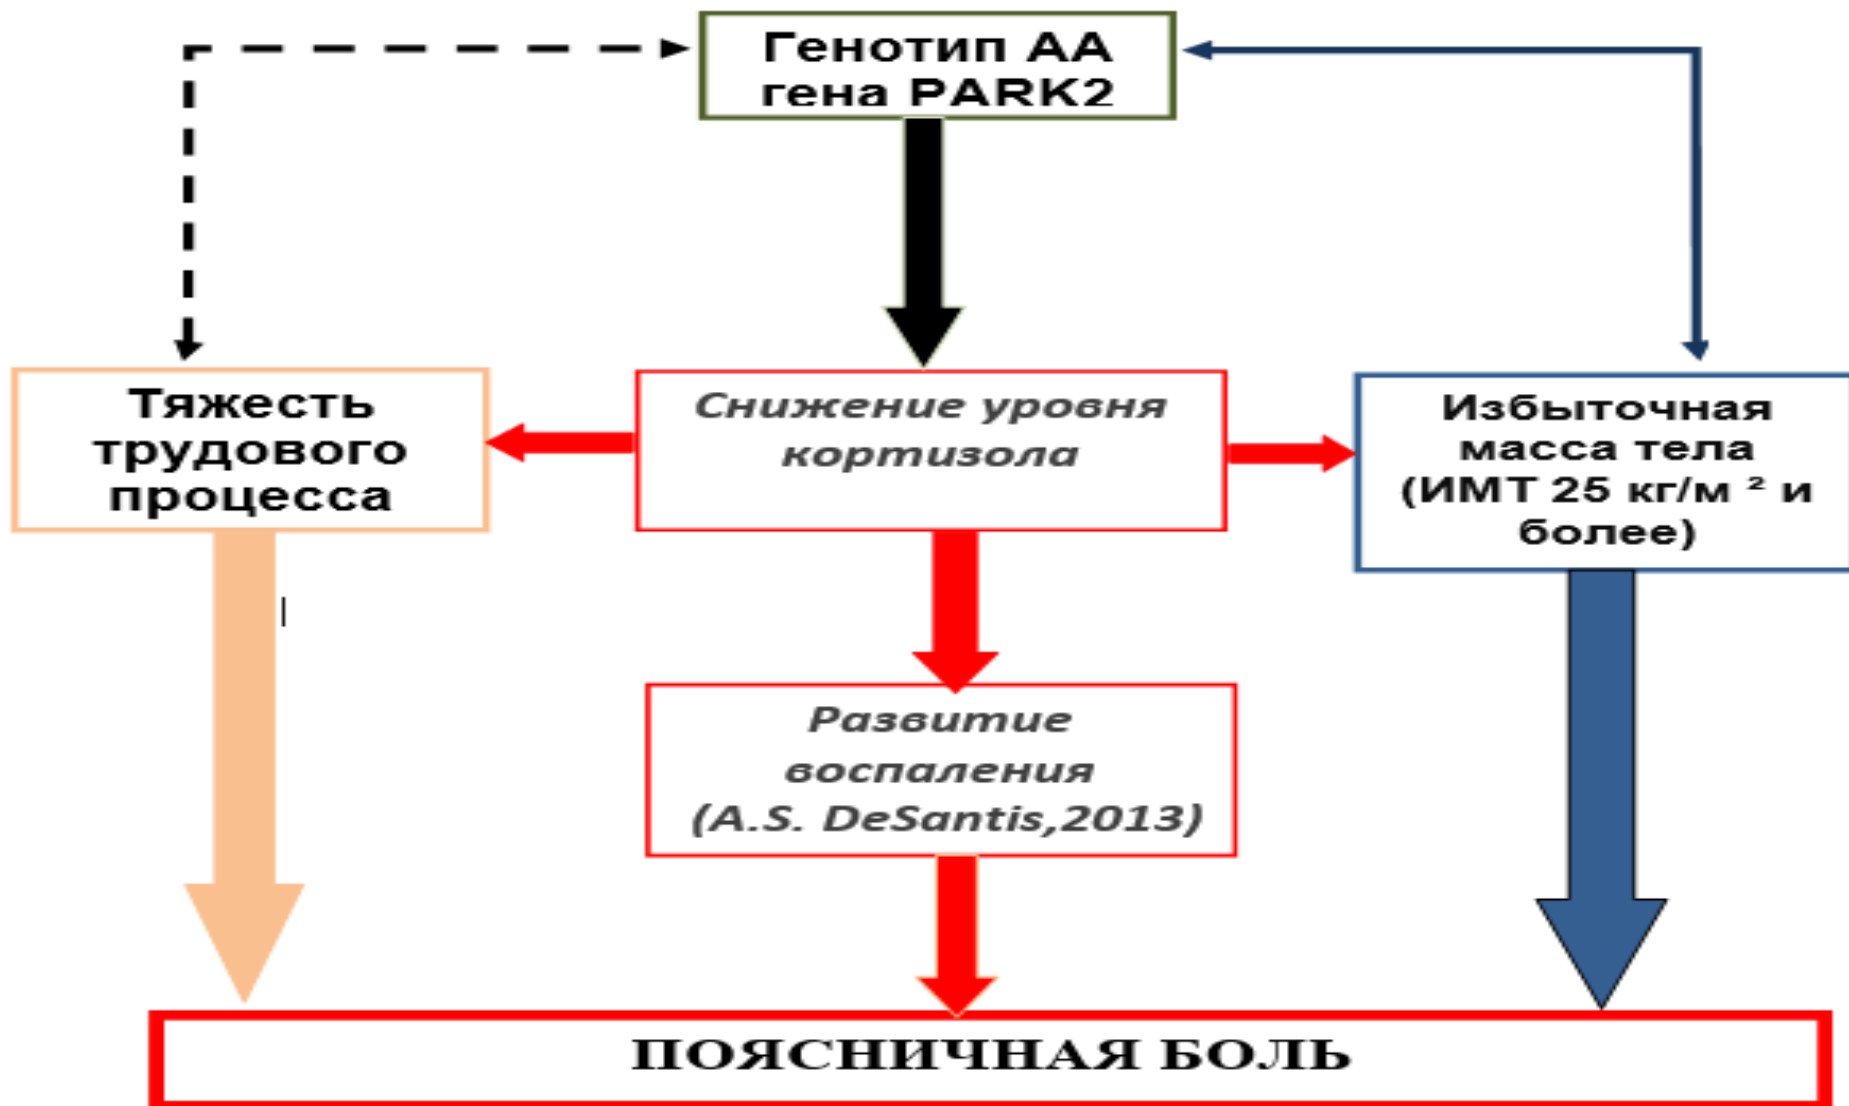 Генотип АА
гена PARK2
Тяжесть
трудового
процесса
Снижение уровня
кортизола
Избыточная
масса тела
(ИМТ 25 кг/м ² и
более)
Развитие
воспаления
(A.S. DeSantis,2013)
ПОЯСНИЧНАЯ БОЛЬ